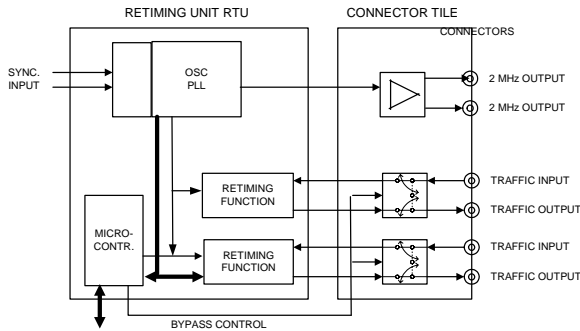 RETIMING UNIT RTU
CONNECTOR TILE
CONNECTORS
SYNC.
INPUT
OSC
PLL
2 MHz OUTPUT
2 MHz OUTPUT
RETIMING
FUNCTION
TRAFFIC INPUT
TRAFFIC OUTPUT
MICRO-
CONTR.
RETIMING
FUNCTION
TRAFFIC INPUT
TRAFFIC OUTPUT
BYPASS CONTROL